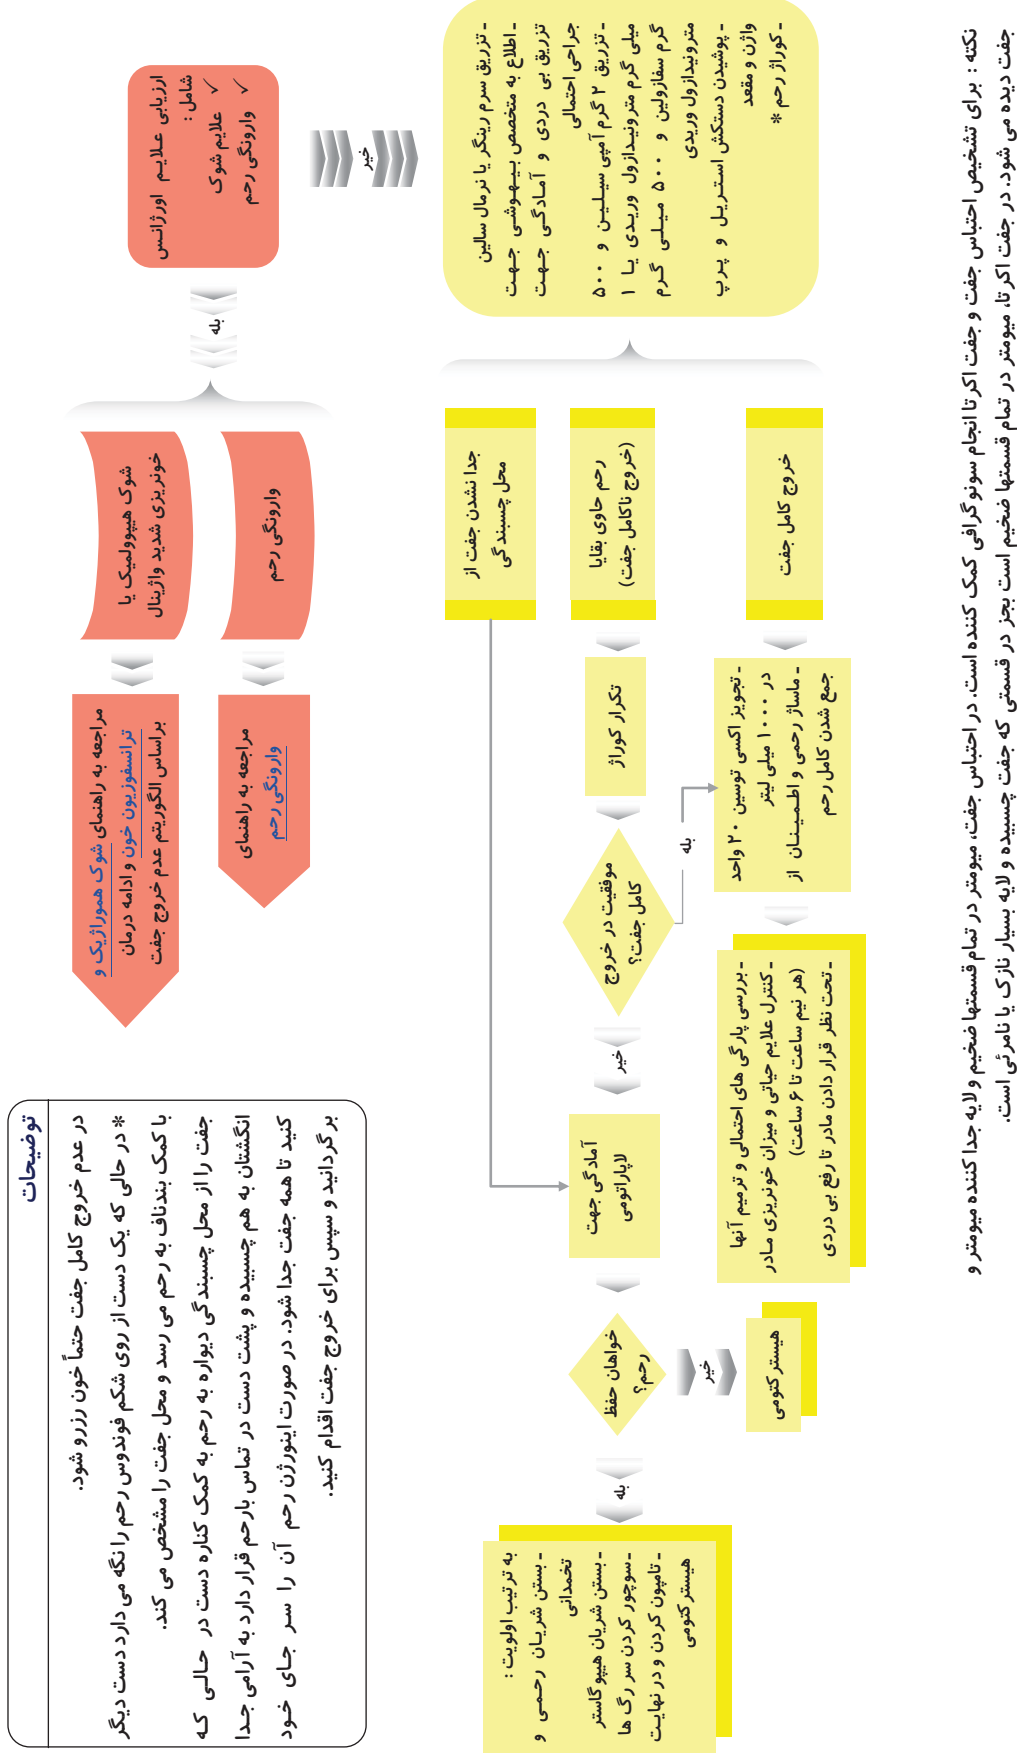 ارزیابی علایم اورژانس
شامل :
✓ علایم شوک
✓ وارونگی رحم
بله
شوک هیپوولمیک یا
خونریزی شدید واژینال
وارونگی رحم
مراجعه به راهنمای شوک هموراژیک و
ترانسفوزیون خون و ادامه درمان
براساس الگوریتم عدم خروج جفت
مراجعه به راهنمای
وارونگی رحم
خیر
- تزریق سرم رینگر یا نرمال سالین
- اطلاع به متخصص بیهوشی جهت
تزریق بی دردی و آمادگی جهت
جراحی احتمالی
- تزریق ۲ گرم آمپی سیلین و ۵۰۰
میلی گرم مترونیدازول وریدی یا ۱
گرم سفازولین و ۵۰۰ میلی گرم
مترونیدازول وریدی
- پوشیدن دستکش استریل و پرپ
واژن و مقعد
- کوراژ رحم *
جدا نشدن جفت از
محل چسبندگی
رحم حاوی بقایا
(خروج ناکامل جفت)
خروج کامل جفت
تکرار کوراژ
موفقیت در خروج
کامل جفت؟
بله
- تجویز اکسی توسین ۲۰ واحد
در ۱۰۰۰ میلی لیتر
- ماساژ رحمی و اطمینان از
جمع شدن کامل رحم
- بررسی پارگی های احتمالی و ترمیم آنها
- کنترل علایم حیاتی و میزان خونریزی مادر
(هر نیم ساعت تا ۶ ساعت)
- تحت نظر قرار دادن مادر تا رفع بی دردی
خیر
آمادگی جهت
لاپاراتومی
خواهان حفظ
رحم؟
خیر
هیسترکتومی
بله
به ترتیب اولویت :
- بستن شریان رحمی و
تخمدانی
- بستن شریان هیپوگاستر
- سوچور کردن سر رگ ها
- تامپون کردن و در نهایت
هیسترکتومی
توضیحات
در عدم خروج کامل جفت حتماً خون رزرو شود.
* در حالی که یک دست از روی شکم فوندوس رحم را نگه می دارد دست دیگر
با کمک بندناف به رحم می رسد و محل جفت را مشخص می کند.
جفت را از محل چسبندگی دیواره به رحم به کمک کناره دست در حالی که
انگشتان به هم چسبیده و پشت دست در تماس بارحم قرار دارد به آرامی جدا
کنید تا همه جفت جدا شود. در صورت اینورژن رحم آن را سر جای خود
برگردانید و سپس برای خروج جفت اقدام کنید.
نکته : برای تشخیص احتباس جفت و جفت اکرتا انجام سونوگرافی کمک کننده است. در احتباس جفت، میومتر در تمام قسمتها ضخیم و لایه جدا کننده میومتر و
جفت دیده می شود. در جفت اکرتا، میومتر در تمام قسمتها ضخیم است بجز در قسمتی که جفت چسبیده و لایه بسیار نازک یا نامرئی است.